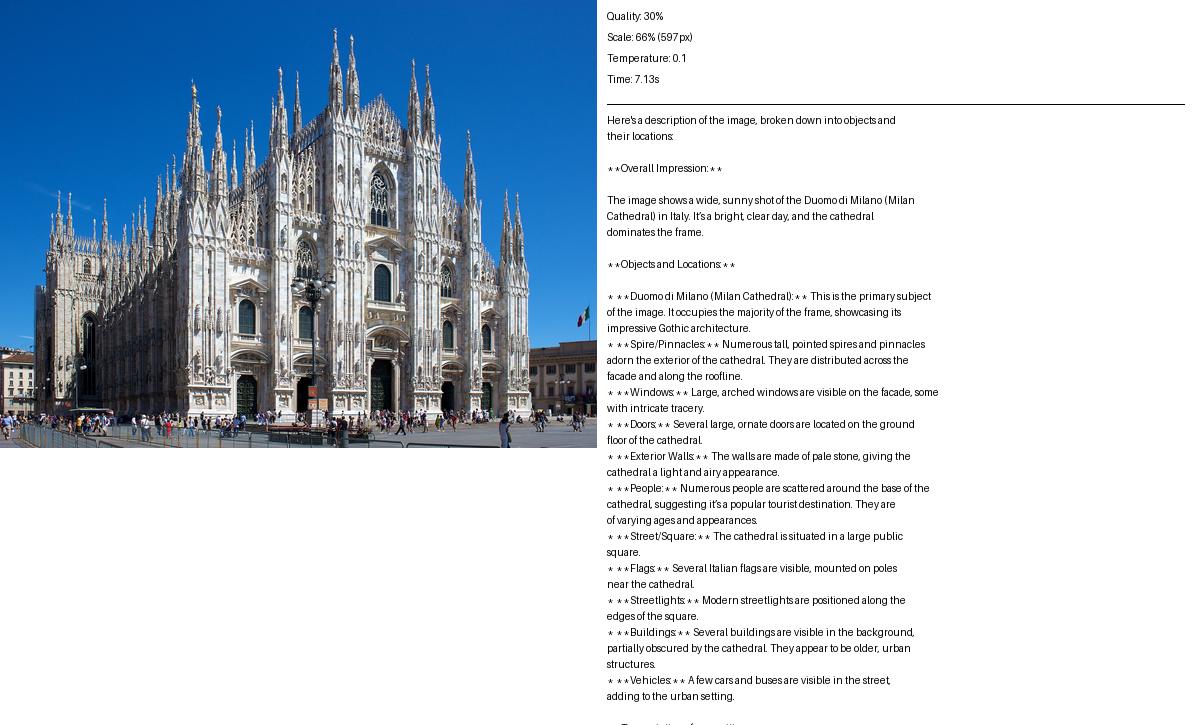 Quality: 30%
Scale: 66% (597px)
Temperature: 0.1
Time: 7.13s
Here's a description of the image, broken down into objects and
their locations:
**Overall Impression:**
The image shows a wide, sunny shot of the Duomo di Milano (Milan
Cathedral) in Italy. It's a bright, clear day, and the cathedral
dominates the frame.
**Objects and Locations:**
* **Duomo di Milano (Milan Cathedral):** This is the primary subject
of the image. It occupies the majority of the frame, showcasing its
impressive Gothic architecture.
* **Spire/Pinnacles:** Numerous tall, pointed spires and pinnacles
adorn the exterior of the cathedral. They are distributed across the
facade and along the roofline.
* **Windows:** Large, arched windows are visible on the facade, some
with intricate tracery.
* **Doors:** Several large, ornate doors are located on the ground
floor of the cathedral.
* **Exterior Walls:** The walls are made of pale stone, giving the
cathedral a light and airy appearance.
* **People:** Numerous people are scattered around the base of the
cathedral, suggesting it's a popular tourist destination. They are
of varying ages and appearances.
* **Street/Square:** The cathedral is situated in a large public
square.
* **Flags:** Several Italian flags are visible, mounted on poles
near the cathedral.
* **Streetlights:** Modern streetlights are positioned along the
edges of the square.
* **Buildings:** Several buildings are visible in the background,
partially obscured by the cathedral. They appear to be older, urban
structures.
* **Vehicles:** A few cars and buses are visible in the street,
adding to the urban setting.